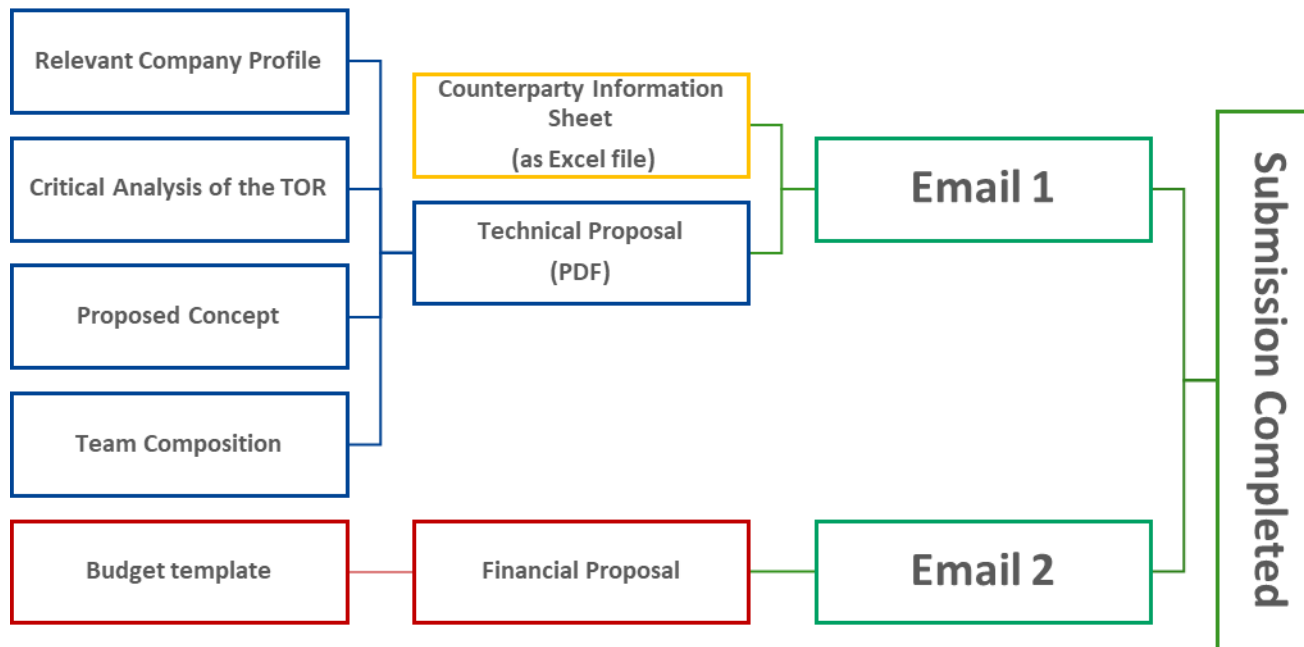 Relevant Company Profile
Critical Analysis of the TOR
Proposed Concept
Team Composition
Budget template
Counterparty Information
Sheet
(as Excel file)
Technical Proposal
(PDF)
Financial Proposal
Email 1
Email 2
Submission Completed